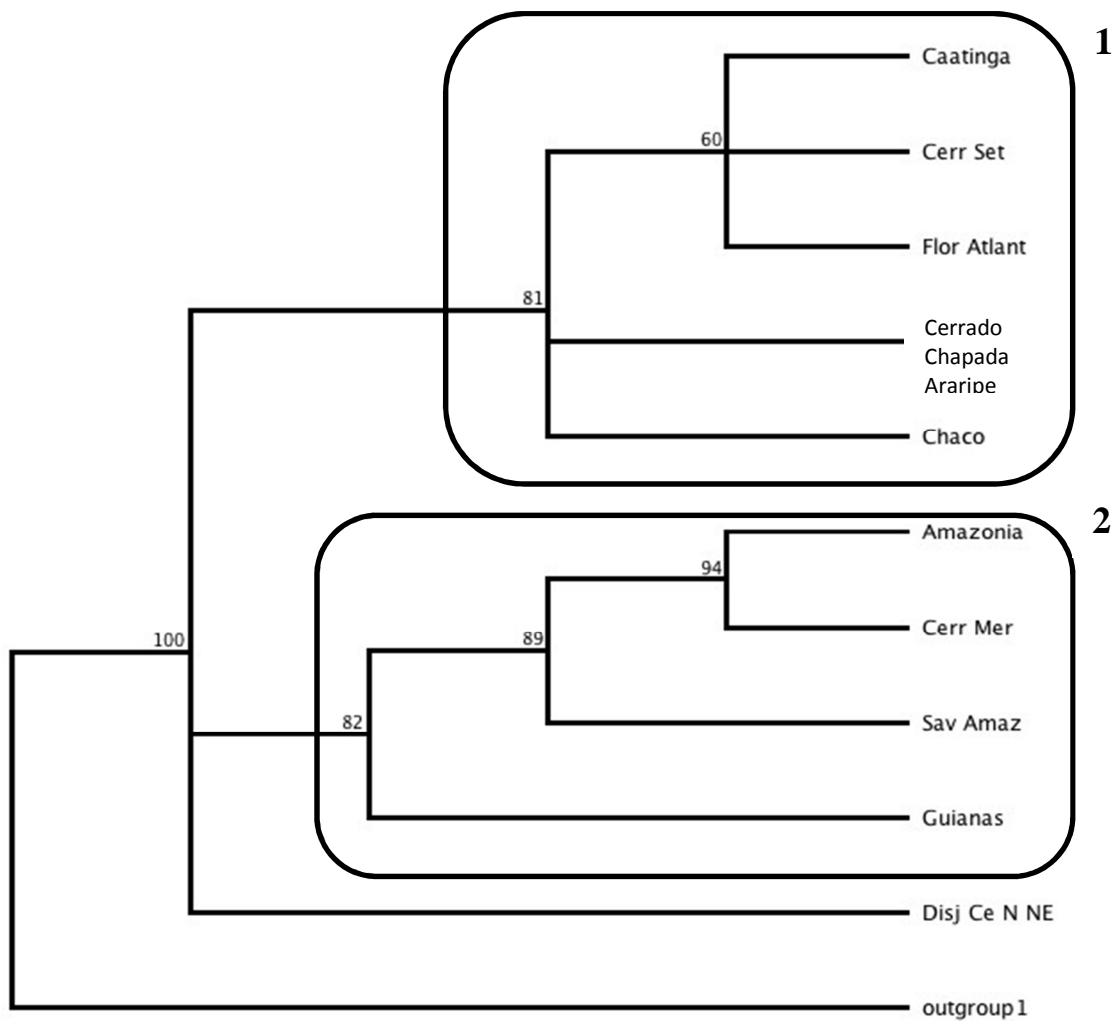 1
Caatinga
60
Cerr Set
Flor Atlant
81
Cerrado
Chapada
Araripe
Chaco
2
Amazonia
94
Cerr Mer
89
100
Sav Amaz
82
Guianas
Disj Ce N NE
outgroup1